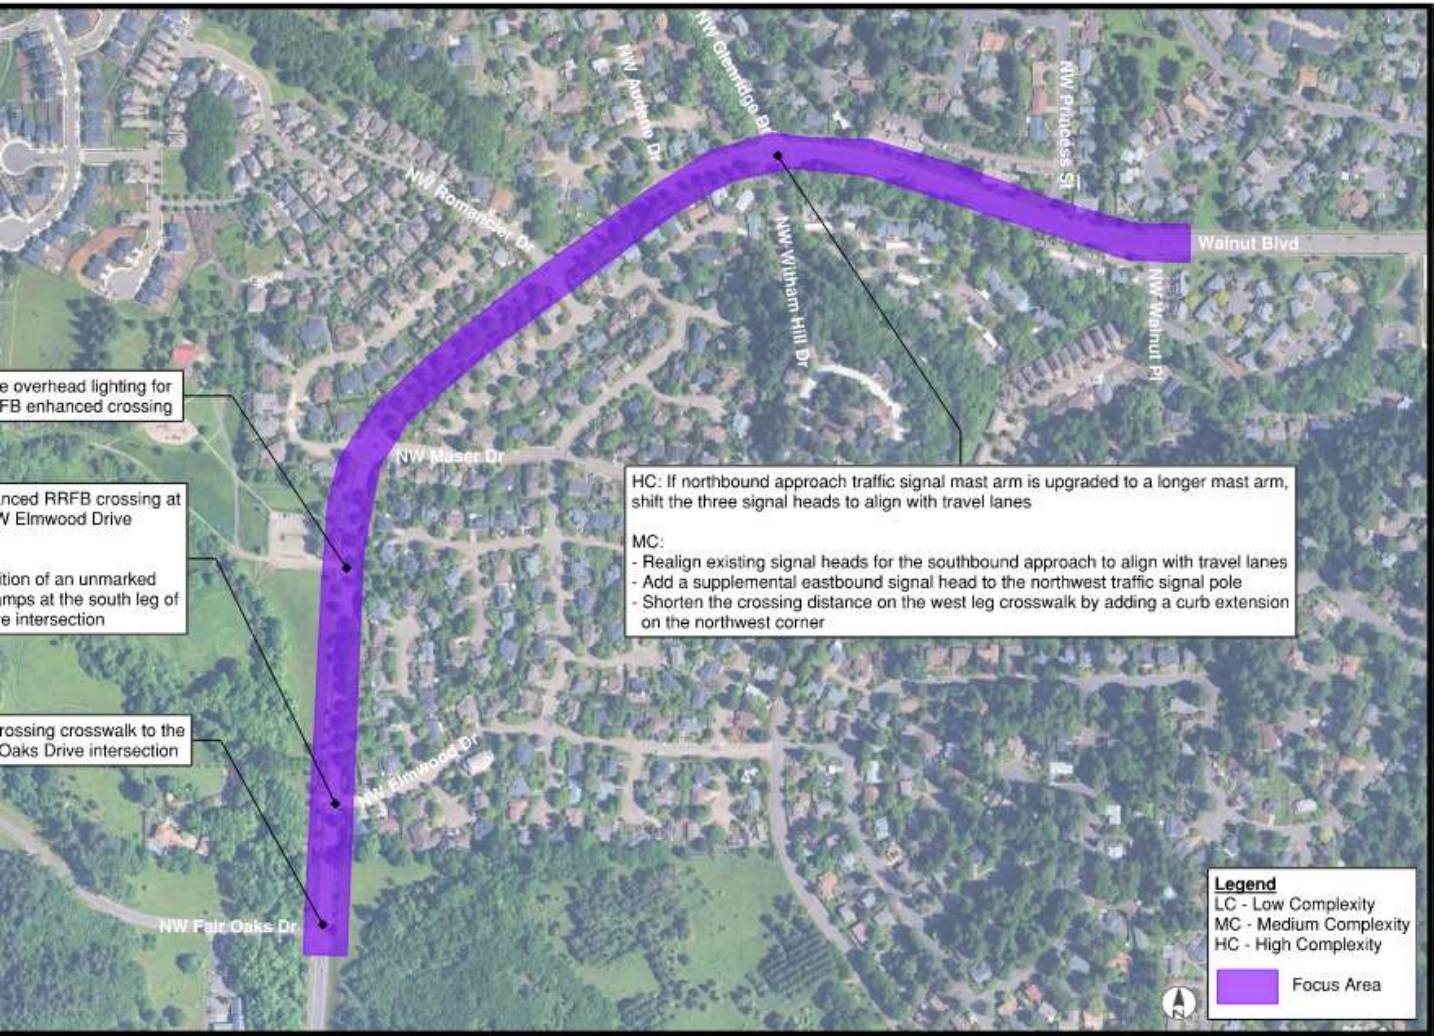 NW Glenridge Dr
NW Audene Dr
NW Princess St
NW Romancier Dr
Walnut Blvd
NW Witham Hill Dr
NW Walnut Pl
e overhead lighting for
FB enhanced crossing
NW Maser Dr
HC: If northbound approach traffic signal mast arm is upgraded to a longer mast arm,
shift the three signal heads to align with travel lanes
MC:
- Realign existing signal heads for the southbound approach to align with travel lanes
- Add a supplemental eastbound signal head to the northwest traffic signal pole
- Shorten the crossing distance on the west leg crosswalk by adding a curb extension
on the northwest corner
anced RRFB crossing at
W Elmwood Drive
ition of an unmarked
amps at the south leg of
e intersection
crossing crosswalk to the
Oaks Drive intersection
NW Elmwood Dr
NW Fair Oaks Dr
Legend
LC - Low Complexity
MC - Medium Complexity
HC - High Complexity
Focus Area
N